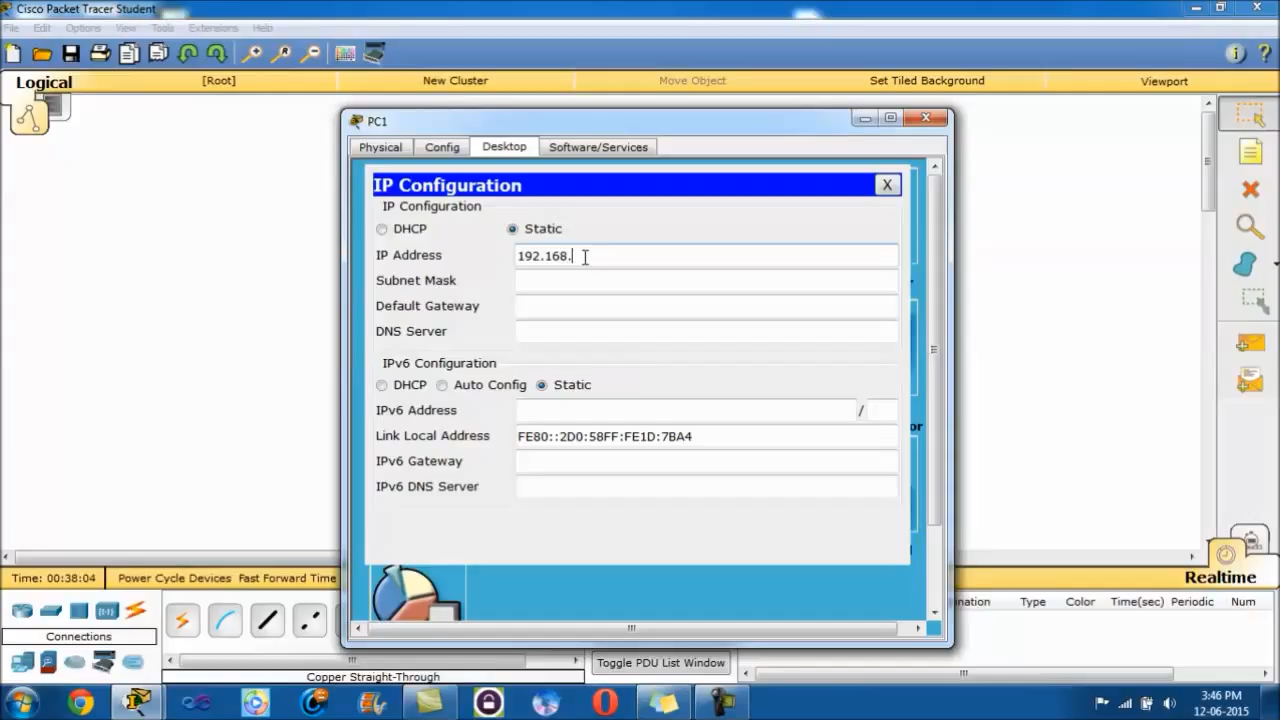 Cisco Packet Tracer Student
File Edit Options View Tools Extensions Help
Logical [Root] New Cluster Move Object Set Tiled Background Viewport
PC1
Physical Config Desktop Software/Services
IP Configuration X
IP Configuration
DHCP Static
IP Address 192.168.
Subnet Mask
Default Gateway
DNS Server
IPv6 Configuration
DHCP Auto Config Static
IPv6 Address /
Link Local Address FE80::2D0:58FF:FE1D:7BA4
IPv6 Gateway
IPv6 DNS Server
Time: 00:38:04 Power Cycle Devices Fast Forward Time Realtime
Type Color Time(sec) Periodic Num
Connections
Toggle PDU List Window
Copper Straight-Through
3:46 PM
12-06-2015